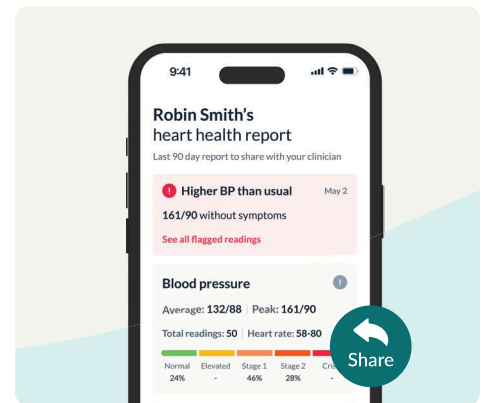 9:41
Robin Smith's
heart health report
Last 90 day report to share with your clinician
Higher BP than usual May 2
161/90 without symptoms
See all flagged readings
Blood pressure
Average: 132/88 | Peak: 161/90
Total readings: 50 | Heart rate: 58-80
Normal Elevated Stage 1 Stage 2
24% - 46% 28% -
Share